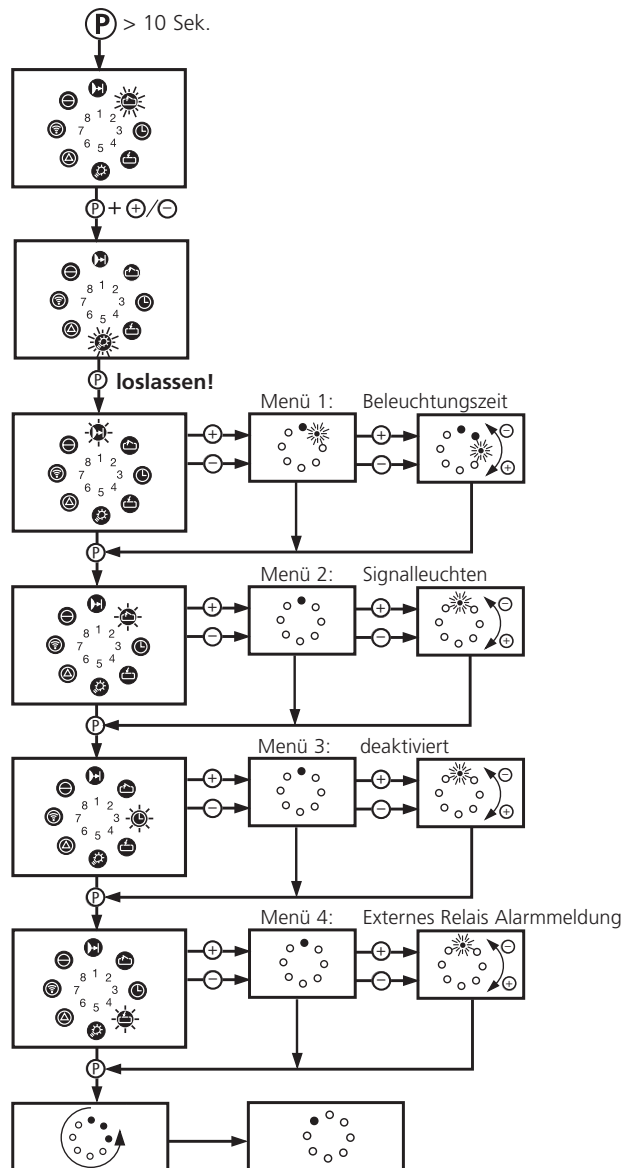 P > 10 Sek.
8 1 2
7 3
6 5 4
P + + / −
8 1 2
7 3
6 5 4
P loslassen!
Menü 1: Beleuchtungszeit
8 1 2
7 3
6 5 4
+ + −
− − +
P
Menü 2: Signalleuchten
8 1 2
7 3
6 5 4
+ + −
− − +
P
Menü 3: deaktiviert
8 1 2
7 3
6 5 4
+ + −
− − +
P
Menü 4: Externes Relais Alarmmeldung
8 1 2
7 3
6 5 4
+ + −
− − +
P